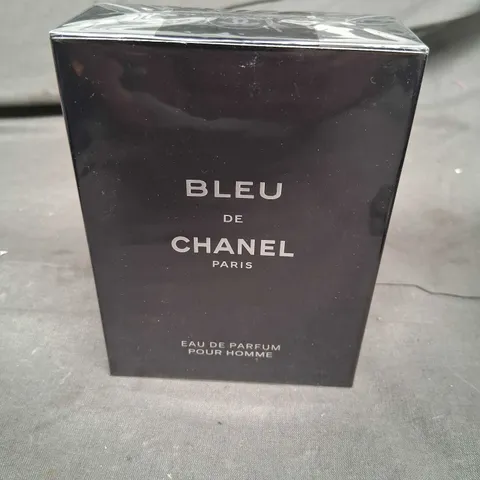 BLEU
DE
CHANEL
PARIS
EAU DE PARFUM
POUR HOMME